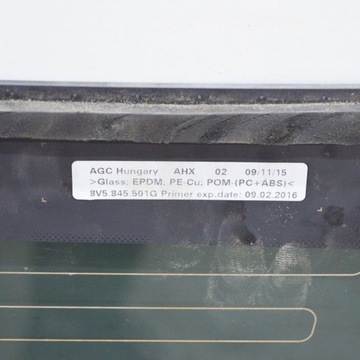 AGC Hungary AHX 02 09/11/15
>Glass; EPDM; PE-Cu; POM-(PC+ABS)<
8V5.845.501G Primer exp.date: 09.02.2016